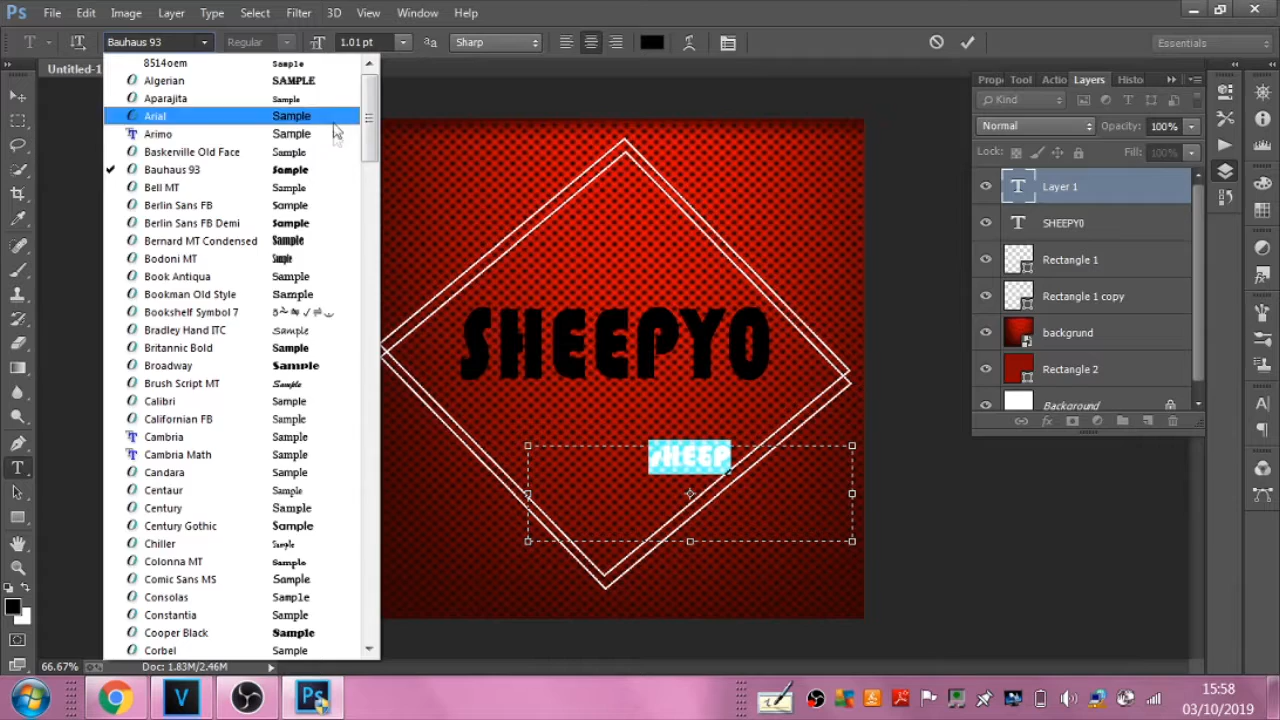 Ps File Edit Image Layer Type Select Filter 3D View Window Help
T Bauhaus 93 Regular 1.01 pt aa Sharp Essentials
Untitled-1
8514oem Sample
Algerian SAMPLE
Aparajita Sample
Arial Sample
Arimo Sample
Baskerville Old Face Sample
Bauhaus 93 Sample
Bell MT Sample
Berlin Sans FB Sample
Berlin Sans FB Demi Sample
Bernard MT Condensed Sample
Bodoni MT Sample
Book Antiqua Sample
Bookman Old Style Sample
Bookshelf Symbol 7
Bradley Hand ITC Sample
Britannic Bold Sample
Broadway Sample
Brush Script MT Sample
Calibri Sample
Californian FB Sample
Cambria Sample
Cambria Math Sample
Candara Sample
Centaur Sample
Century Sample
Century Gothic Sample
Chiller Sample
Colonna MT Sample
Comic Sans MS Sample
Consolas Sample
Constantia Sample
Cooper Black Sample
Corbel Sample
SHEEPY0
SHEEP
Prope Tool Actio Layers Histo
Kind
Normal Opacity: 100%
Lock: Fill: 100%
T Layer 1
T SHEEPY0
Rectangle 1
Rectangle 1 copy
backgrund
Rectangle 2
Background
fx
66.67% Doc: 1.83M/2.46M
V Ps
15:58
03/10/2019